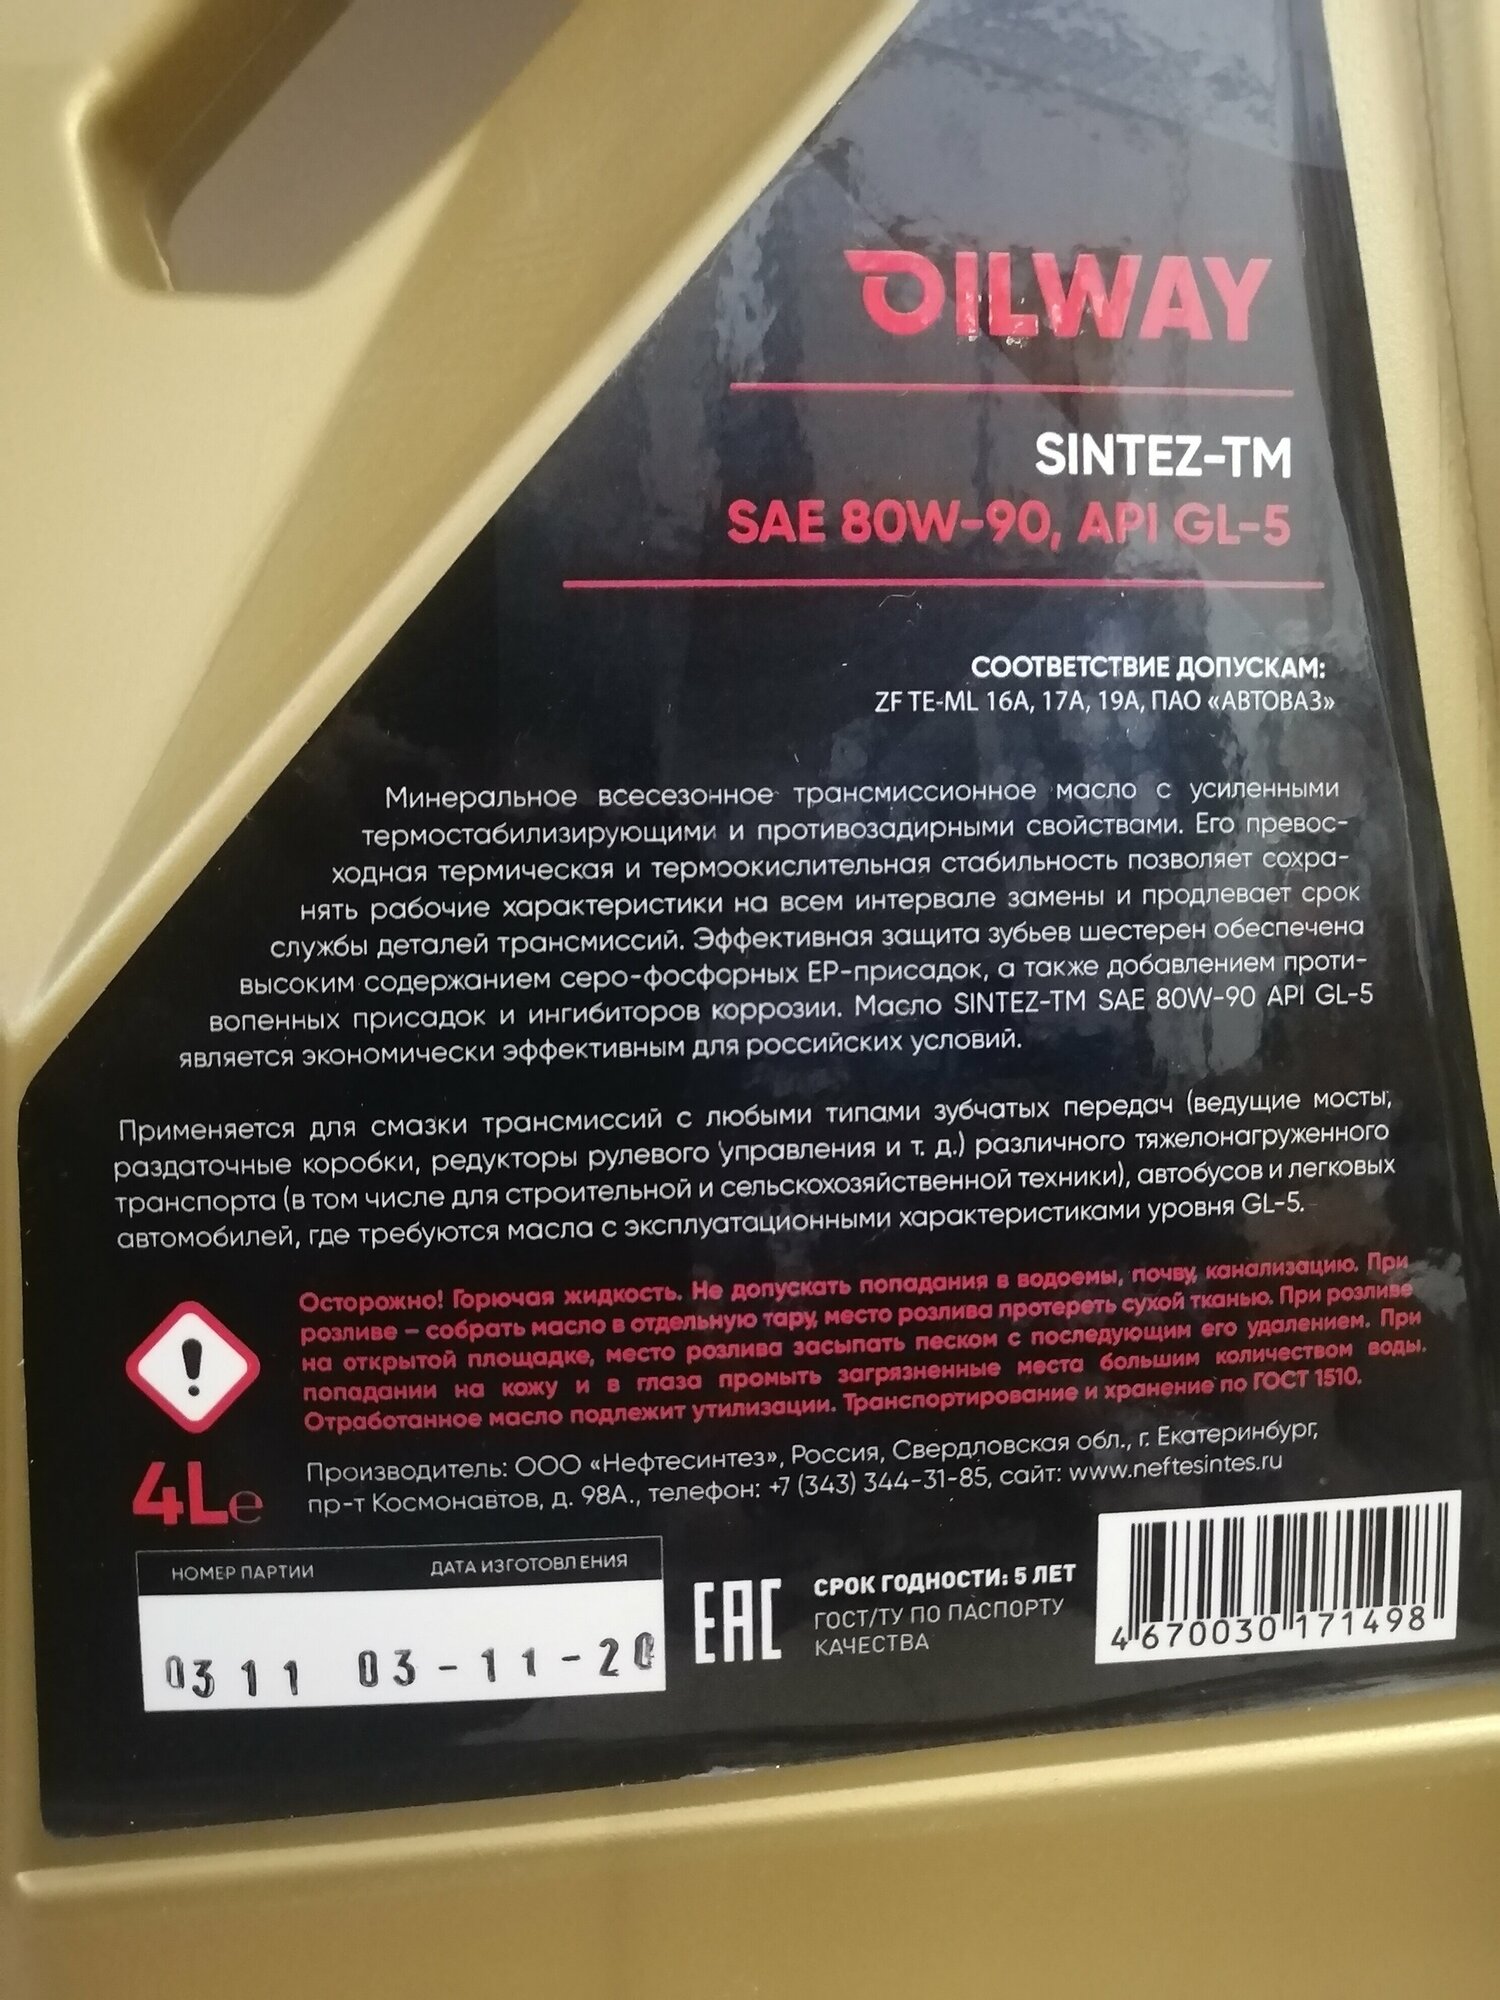 OILWAY
SINTEZ-TM
SAE 80W-90, API GL-5
СООТВЕТСТВИЕ ДОПУСКАМ:
ZF TE-ML 16A, 17A, 19A, ПАО «АВТОВАЗ»
Минеральное всесезонное трансмиссионное масло с усиленными
термостабилизирующими и противозадирными свойствами. Его превос-
ходная термическая и термоокислительная стабильность позволяет сохра-
нять рабочие характеристики на всем интервале замены и продлевает срок
службы деталей трансмиссий. Эффективная защита зубьев шестерен обеспечена
высоким содержанием серо-фосфорных EP-присадок, а также добавлением проти-
вопенных присадок и ингибиторов коррозии. Масло SINTEZ-TM SAE 80W-90 API GL-5
является экономически эффективным для российских условий.
Применяется для смазки трансмиссий с любыми типами зубчатых передач (ведущие мосты,
раздаточные коробки, редукторы рулевого управления и т. д.) различного тяжелонагруженного
транспорта (в том числе для строительной и сельскохозяйственной техники), автобусов и легковых
автомобилей, где требуются масла с эксплуатационными характеристиками уровня GL-5.
Осторожно! Горючая жидкость. Не допускать попадания в водоемы, почву, канализацию. При
розливе – собрать масло в отдельную тару, место розлива протереть сухой тканью. При розливе
на открытой площадке, место розлива засыпать песком с последующим его удалением. При
попадании на кожу и в глаза промыть загрязненные места большим количеством воды.
Отработанное масло подлежит утилизации. Транспортирование и хранение по ГОСТ 1510.
4Le
Производитель: ООО «Нефтесинтез», Россия, Свердловская обл., г. Екатеринбург,
пр-т Космонавтов, д. 98А., телефон: +7 (343) 344-31-85, сайт: www.neftesintes.ru
НОМЕР ПАРТИИ ДАТА ИЗГОТОВЛЕНИЯ
0311 03-11-20
EAC
СРОК ГОДНОСТИ: 5 ЛЕТ
ГОСТ/ТУ ПО ПАСПОРТУ
КАЧЕСТВА
4 670030 171498